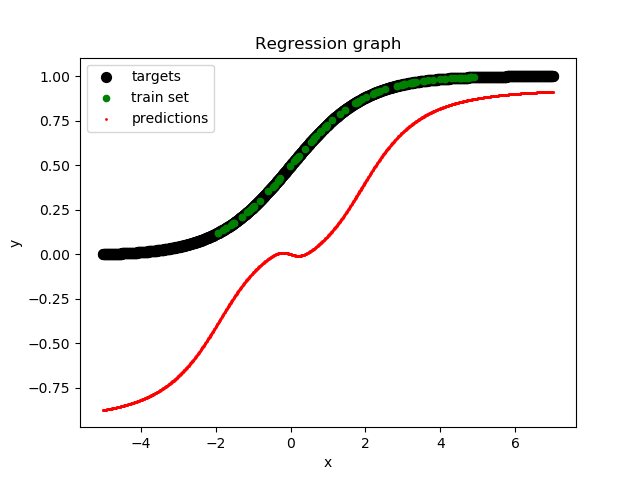 Regression graph
targets
train set
predictions
1.00
0.75
0.50
0.25
0.00
−0.25
−0.50
−0.75
y
−4 −2 0 2 4 6
x